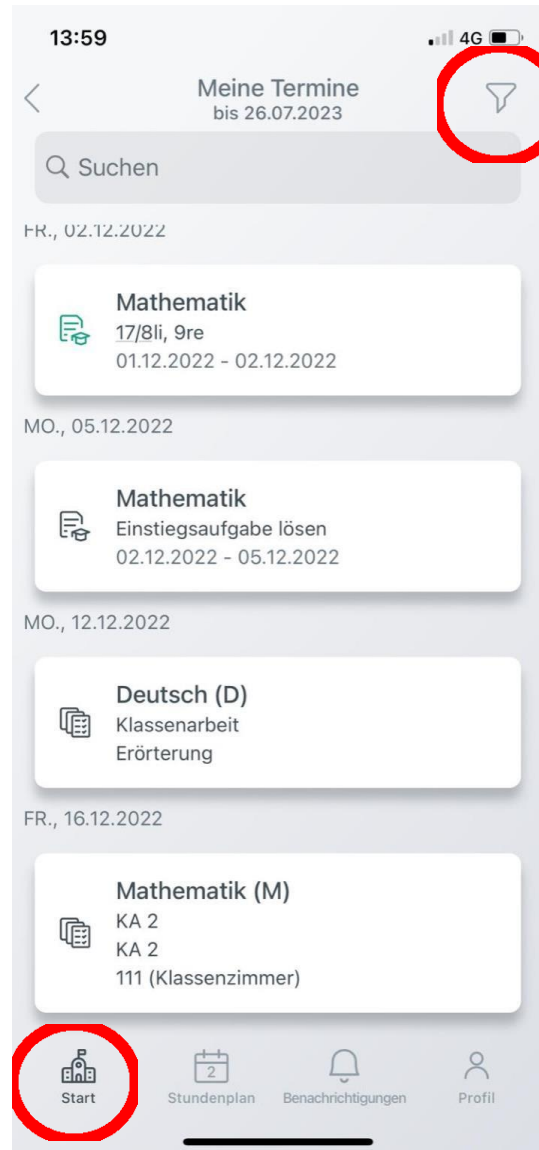 13:59
4G
Meine Termine
bis 26.07.2023
Suchen
FR., 02.12.2022
Mathematik
17/8li, 9re
01.12.2022 - 02.12.2022
MO., 05.12.2022
Mathematik
Einstiegsaufgabe lösen
02.12.2022 - 05.12.2022
MO., 12.12.2022
Deutsch (D)
Klassenarbeit
Erörterung
FR., 16.12.2022
Mathematik (M)
KA 2
KA 2
111 (Klassenzimmer)
2
Start
Stundenplan
Benachrichtigungen
Profil